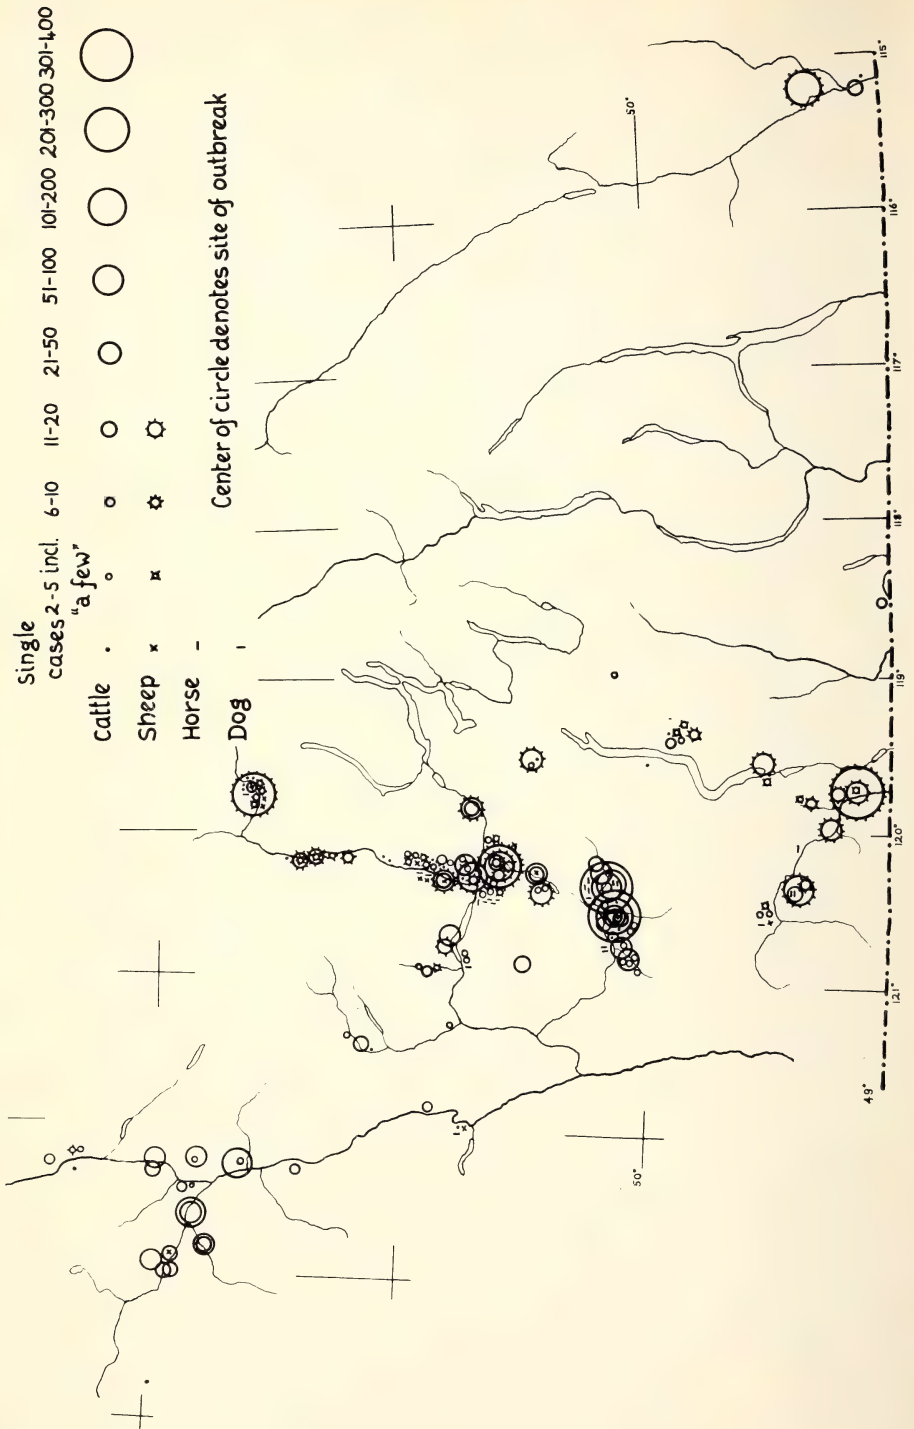 Single
cases 2-5 incl. 6-10 11-20 21-50 51-100 101-200 201-300 301-400
"a few"
Cattle
Sheep
Horse
Dog
Center of circle denotes site of outbreak
50°
50°
49°
121°
120°
119°
118°
117°
116°
115°